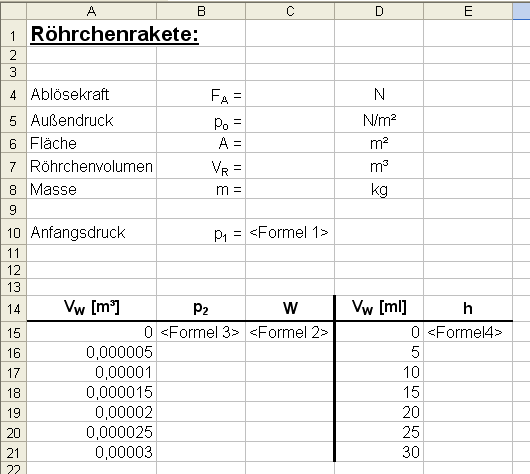 A B C D E
1 Röhrchenrakete:
2
3
4 Ablösekraft F_A = N
5 Außendruck p_o = N/m²
6 Fläche A = m²
7 Röhrchenvolumen V_R = m³
8 Masse m = kg
9
10 Anfangsdruck p_1 = <Formel 1>
11
12
13
14 V_W [m³] p_2 W V_W [ml] h
15 0 <Formel 3> <Formel 2> 0 <Formel4>
16 0,000005 5
17 0,00001 10
18 0,000015 15
19 0,00002 20
20 0,000025 25
21 0,00003 30
22